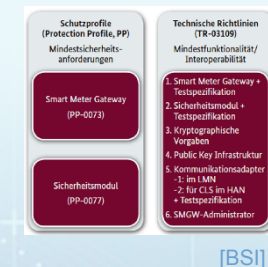 Schutzprofile
(Protection Profile, PP)
Mindestsicherheits-
anforderungen
Smart Meter Gateway
(PP-0073)
Sicherheitsmodul
(PP-0077)
Technische Richtlinien
(TR-03109)
Mindestfunktionalität/
Interoperabilität
1. Smart Meter Gateway +
Testspezifikation
2. Sicherheitsmodul +
Testspezifikation
3. Kryptographische
Vorgaben
4. Public Key Infrastruktur
5. Kommunikationsadapter
-1: im LMN
-2: für CLS im HAN
+ Testspezifikation
6. SMGW-Administrator
[BSI]